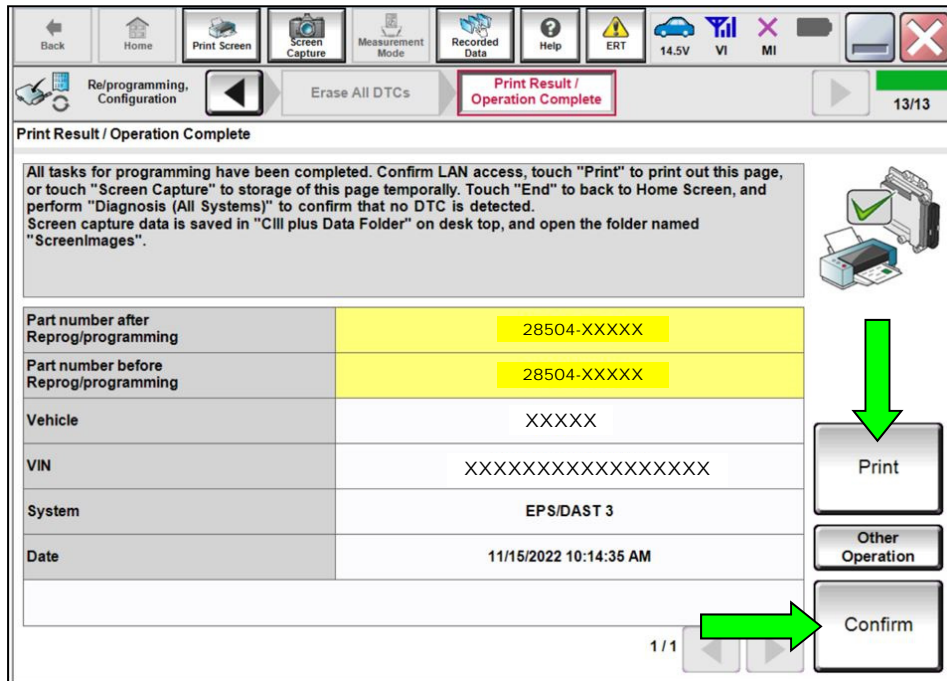 Back
Home
Print Screen
Screen
Capture
Measurement
Mode
Recorded
Data
Help
ERT
14.5V
VI
MI
Re/programming,
Configuration
Erase All DTCs
Print Result /
Operation Complete
13/13
Print Result / Operation Complete
All tasks for programming have been completed. Confirm LAN access, touch "Print" to print out this page,
or touch "Screen Capture" to storage of this page temporally. Touch "End" to back to Home Screen, and
perform "Diagnosis (All Systems)" to confirm that no DTC is detected.
Screen capture data is saved in "CIII plus Data Folder" on desk top, and open the folder named
"ScreenImages".
Part number after
Reprog/programming
28504-XXXXX
Part number before
Reprog/programming
28504-XXXXX
Vehicle
XXXXX
VIN
XXXXXXXXXXXXXXXXX
System
EPS/DAST 3
Date
11/15/2022 10:14:35 AM
Print
Other
Operation
Confirm
1/1